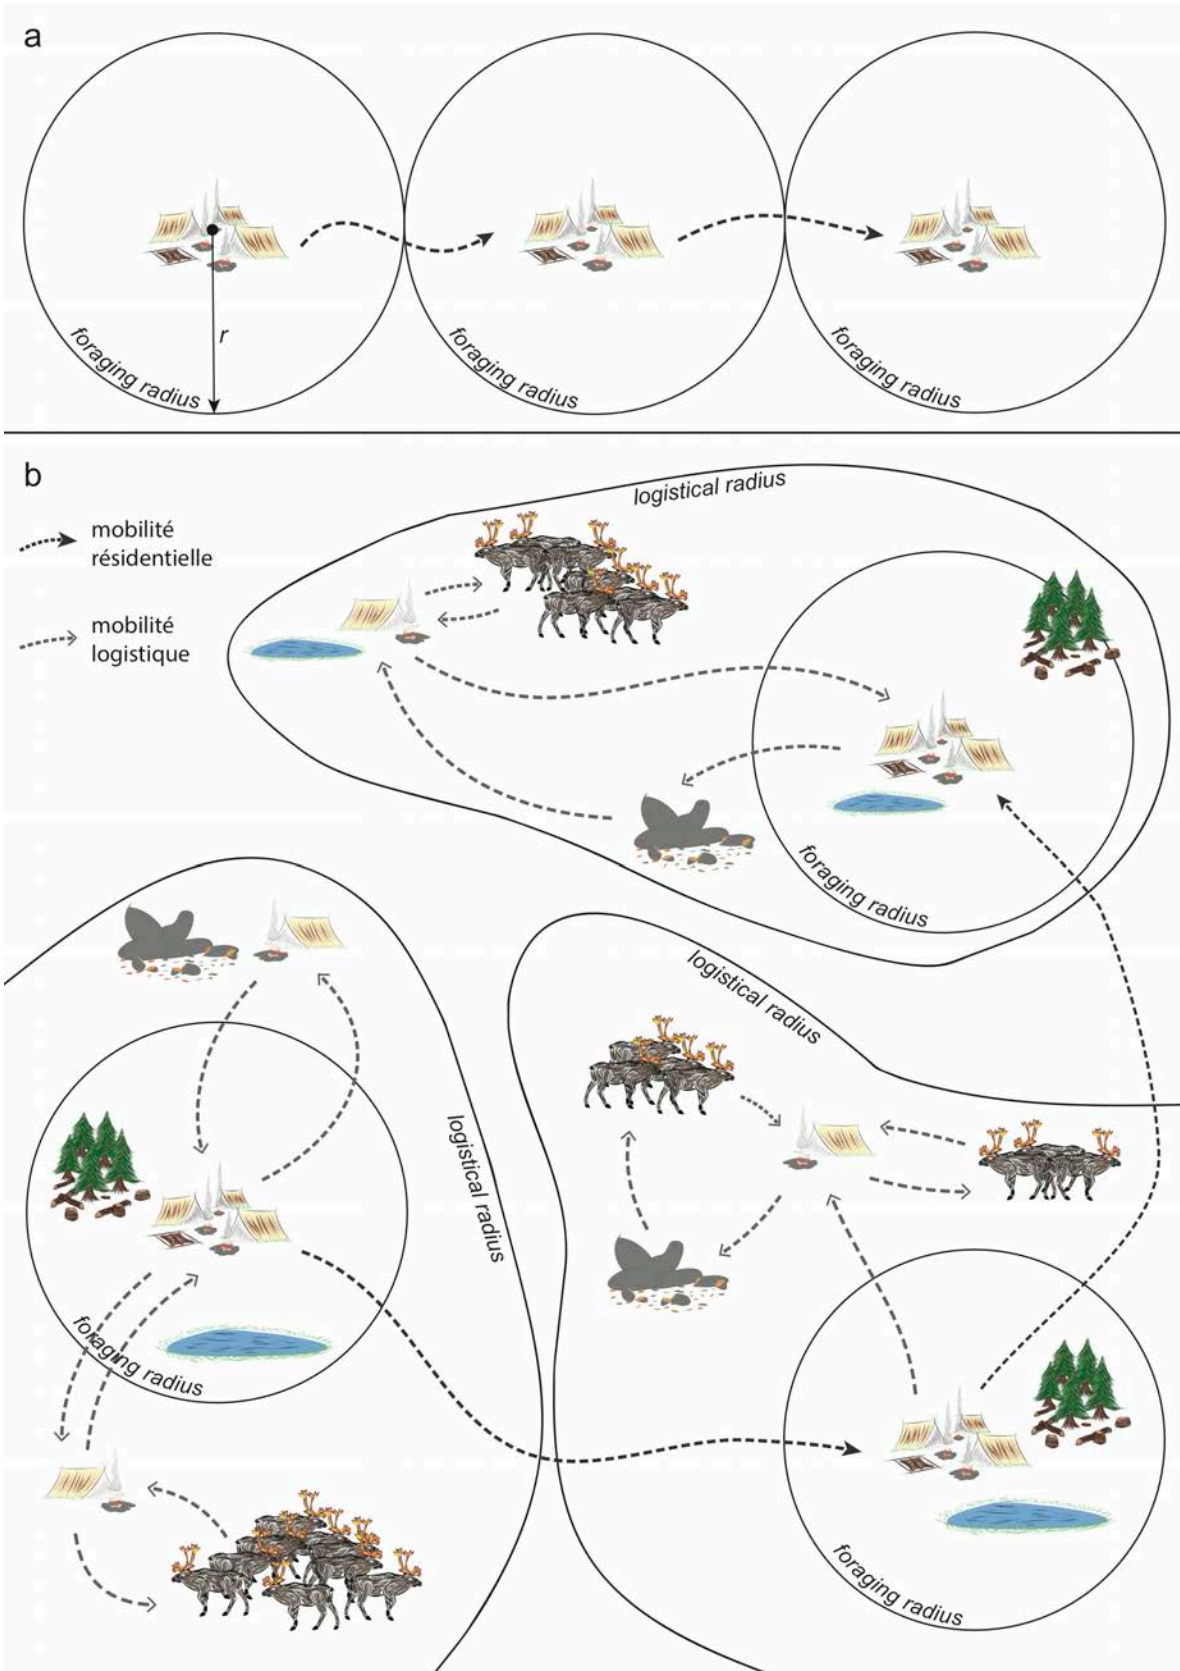 a
r
foraging radius
foraging radius
foraging radius
b
logistical radius
mobilité
résidentielle
mobilité
logistique
foraging radius
logistical radius
logistical radius
foraging radius
foraging radius